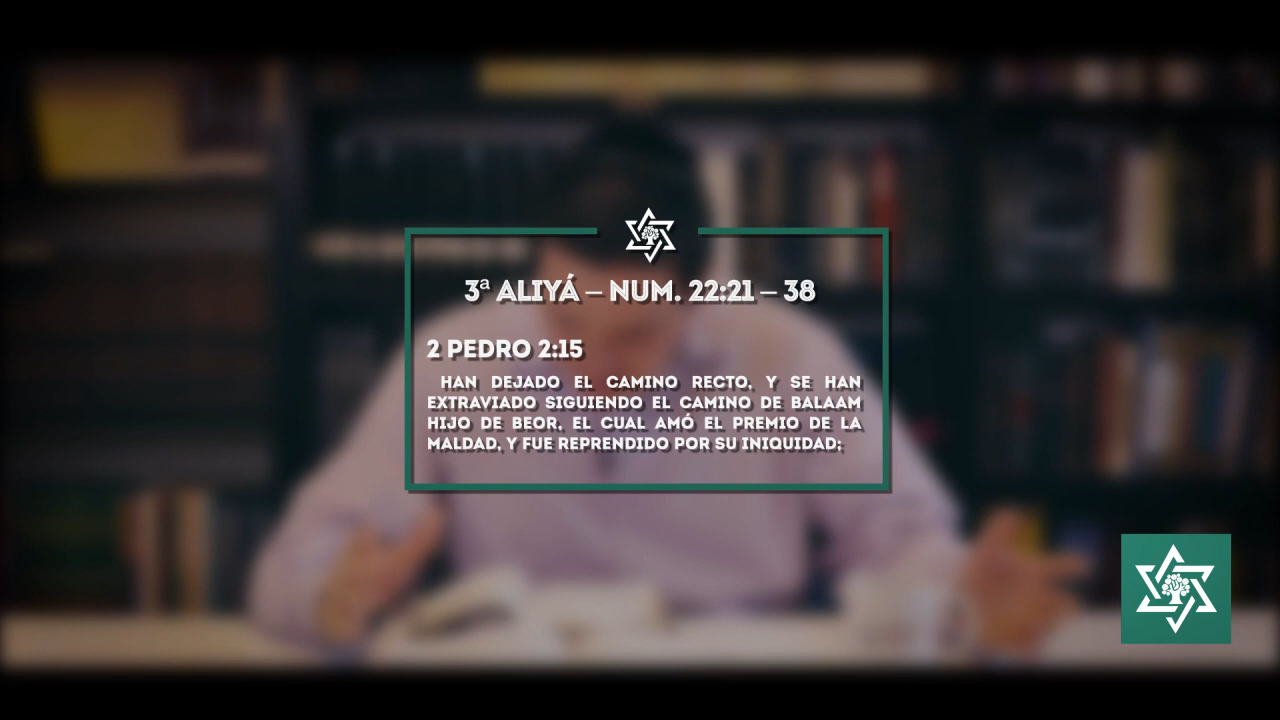 3ª ALIYÁ – NUM. 22:21 – 38
2 PEDRO 2:15
HAN DEJADO EL CAMINO RECTO, Y SE HAN
EXTRAVIADO SIGUIENDO EL CAMINO DE BALAAM
HIJO DE BEOR, EL CUAL AMÓ EL PREMIO DE LA
MALDAD, Y FUE REPRENDIDO POR SU INIQUIDAD;